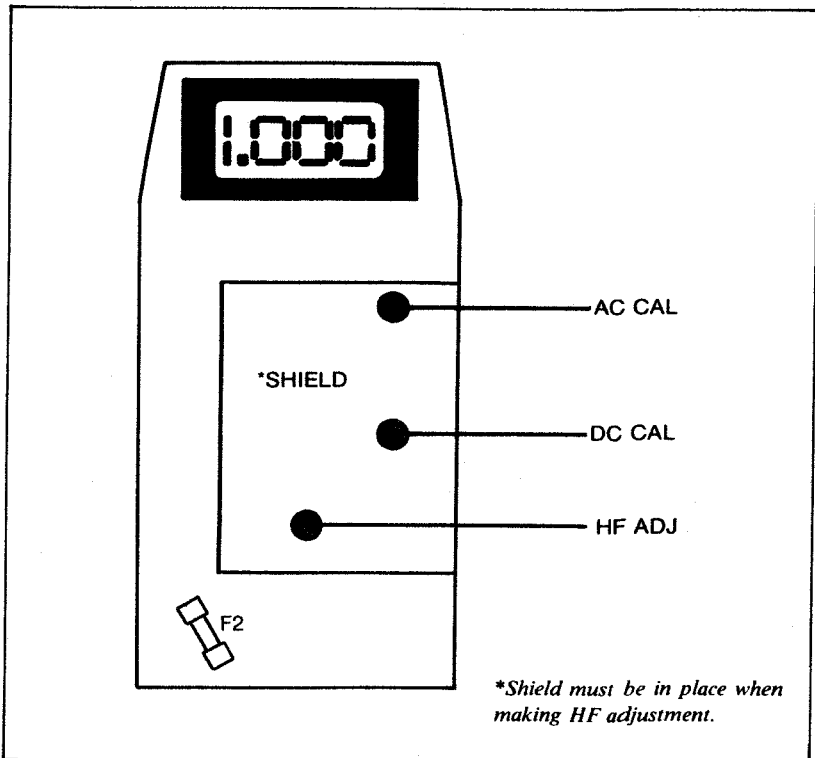 1.000
AC CAL
*SHIELD
DC CAL
HF ADJ
F2
*Shield must be in place when
making HF adjustment.